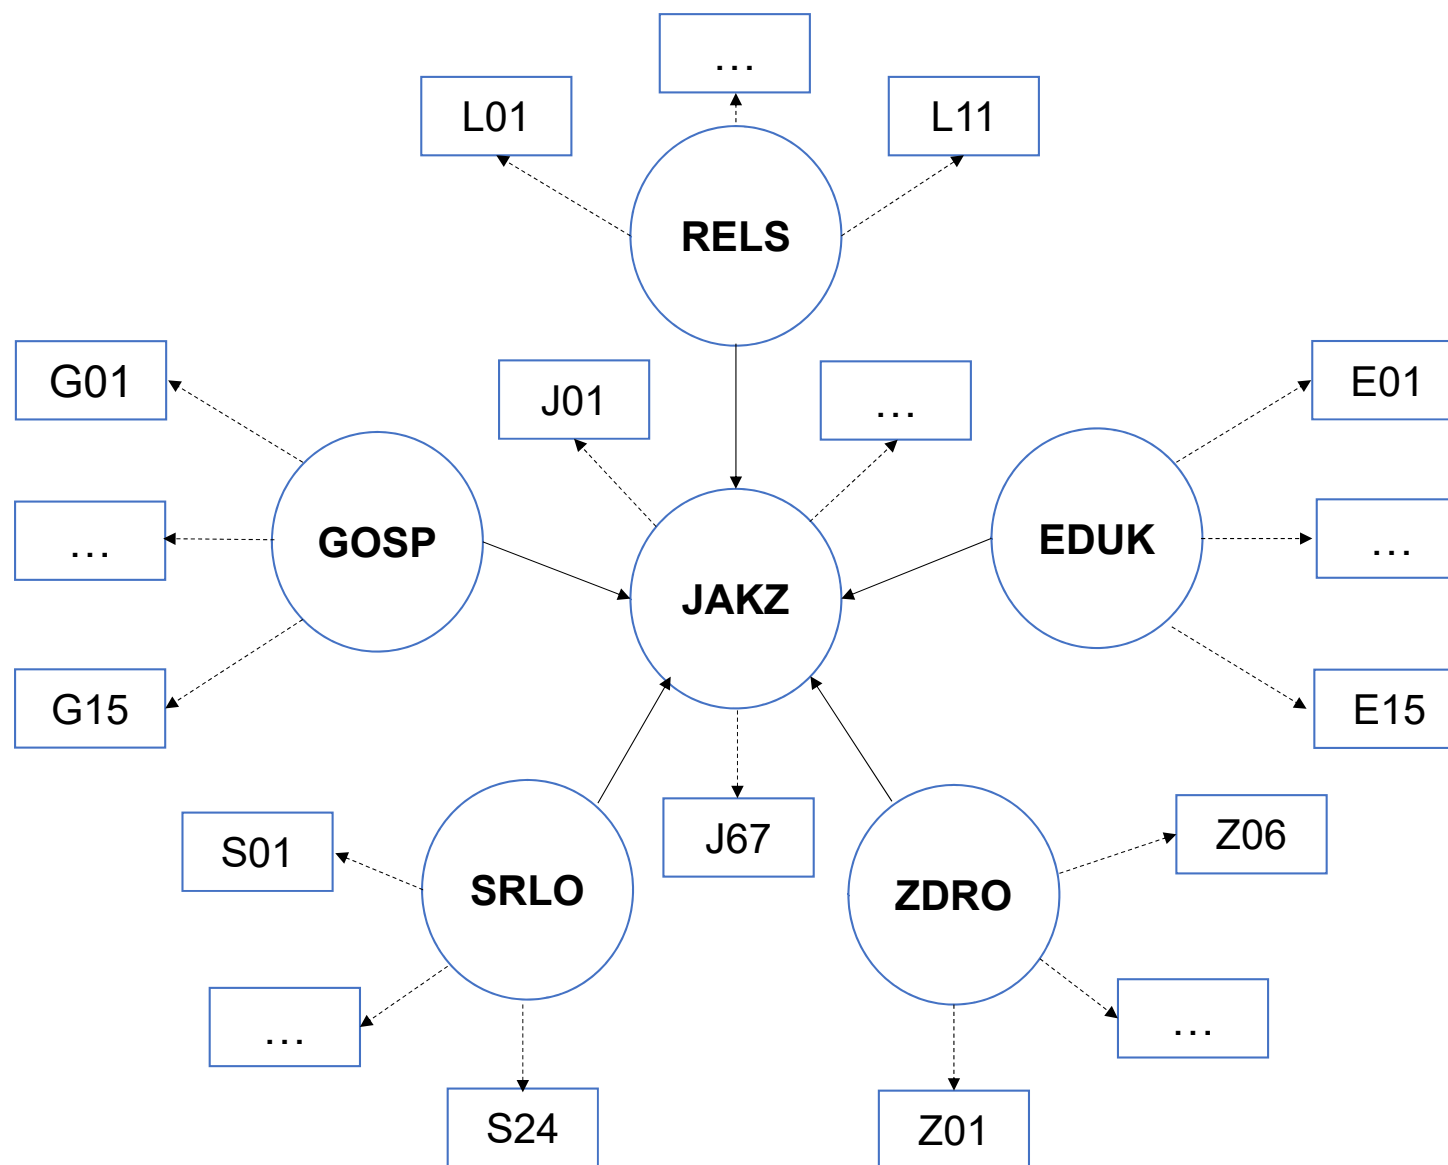 …
L01
L11
RELS
G01
J01
…
E01
GOSP
…
JAKZ
EDUK
…
G15
E15
S01
SRLO
J67
ZDRO
Z06
…
…
S24
Z01